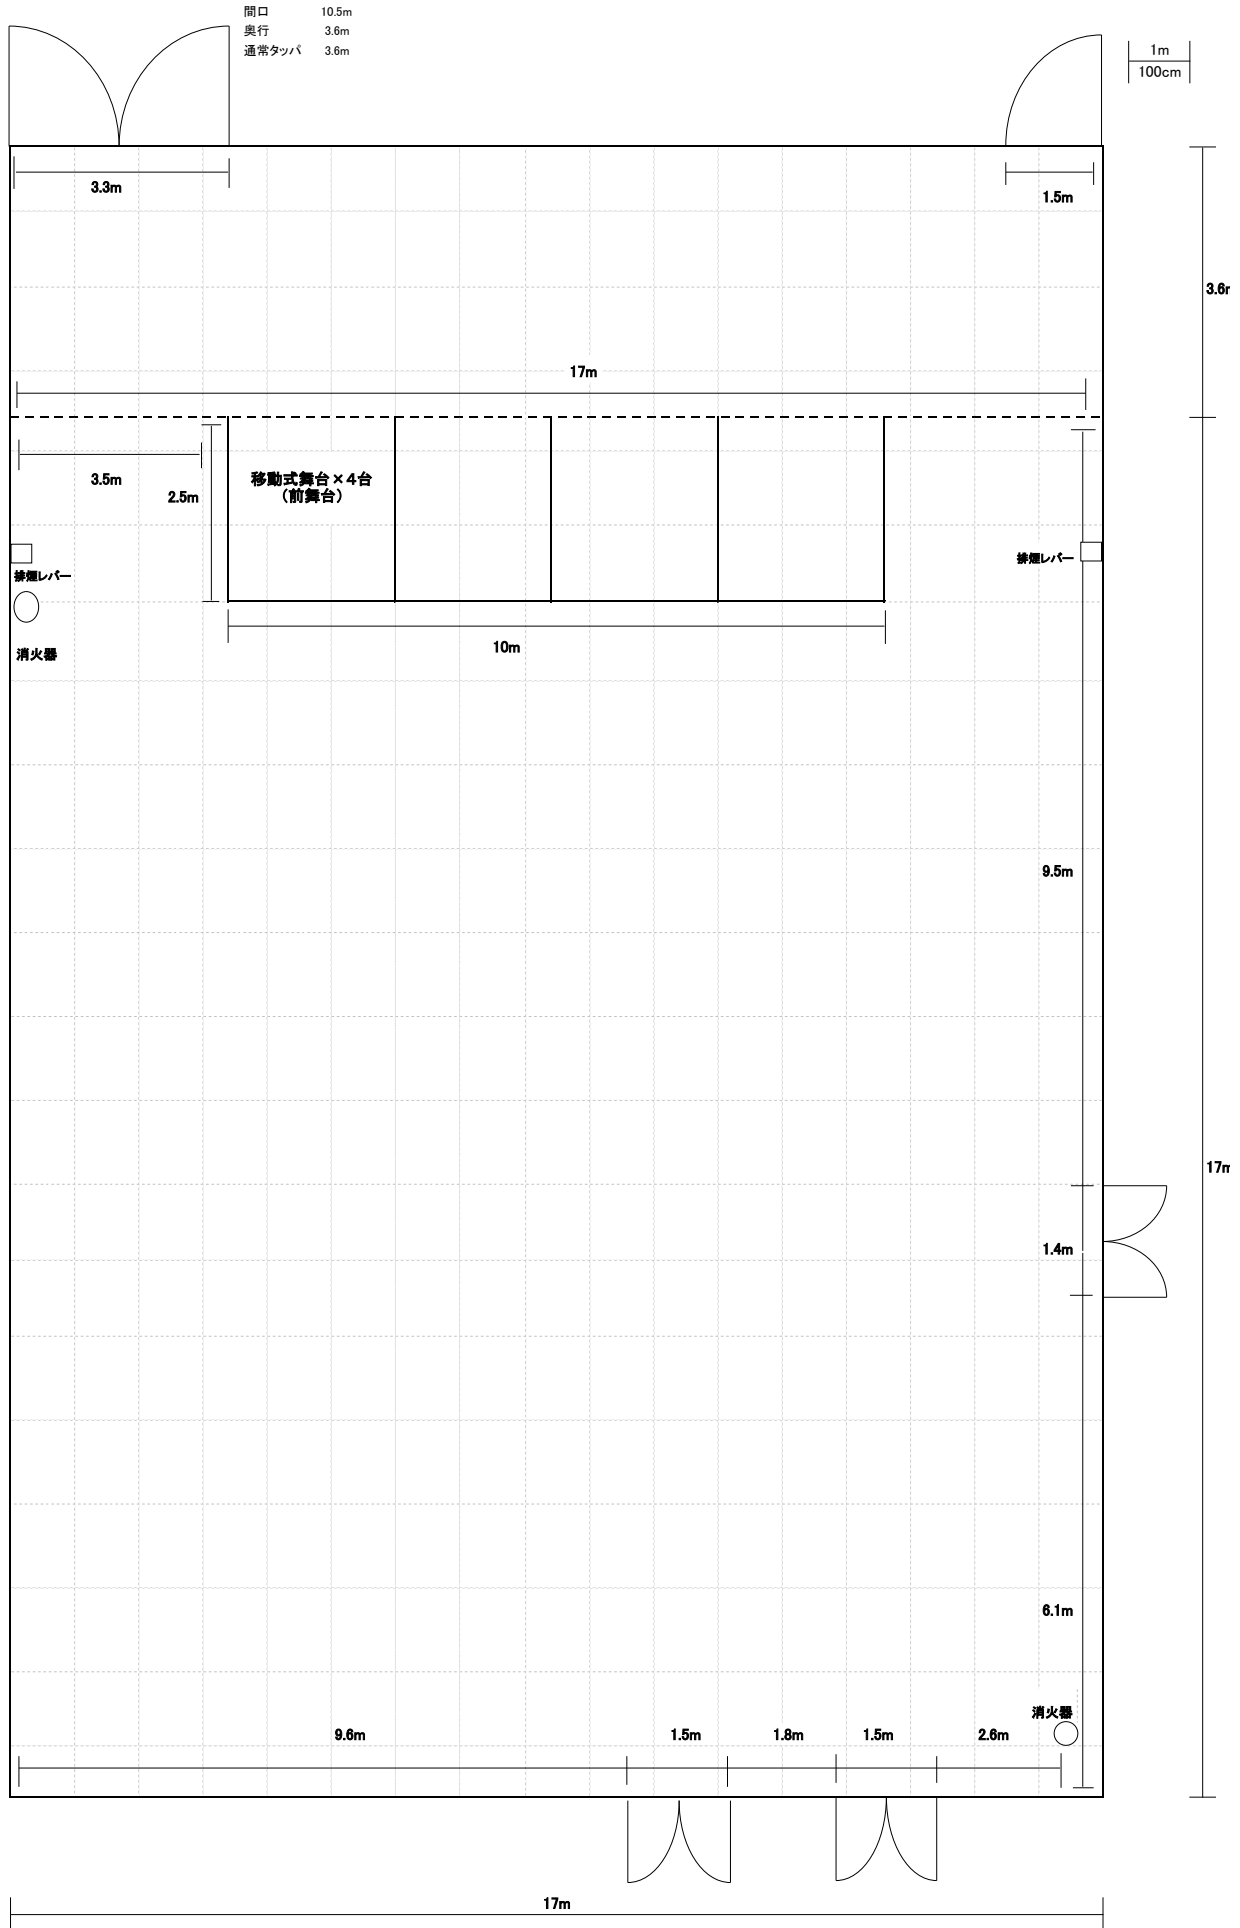 間口 10.5m
奥行 3.6m
通常タッパ 3.6m
1m
100cm
3.3m
1.5m
3.6
17m
3.5m
2.5m
移動式舞台×4台
（前舞台）
排煙レバー
排煙レバー
消火器
10m
9.5m
17
1.4m
6.1m
消火器
9.6m
1.5m
1.8m
1.5m
2.6m
17m